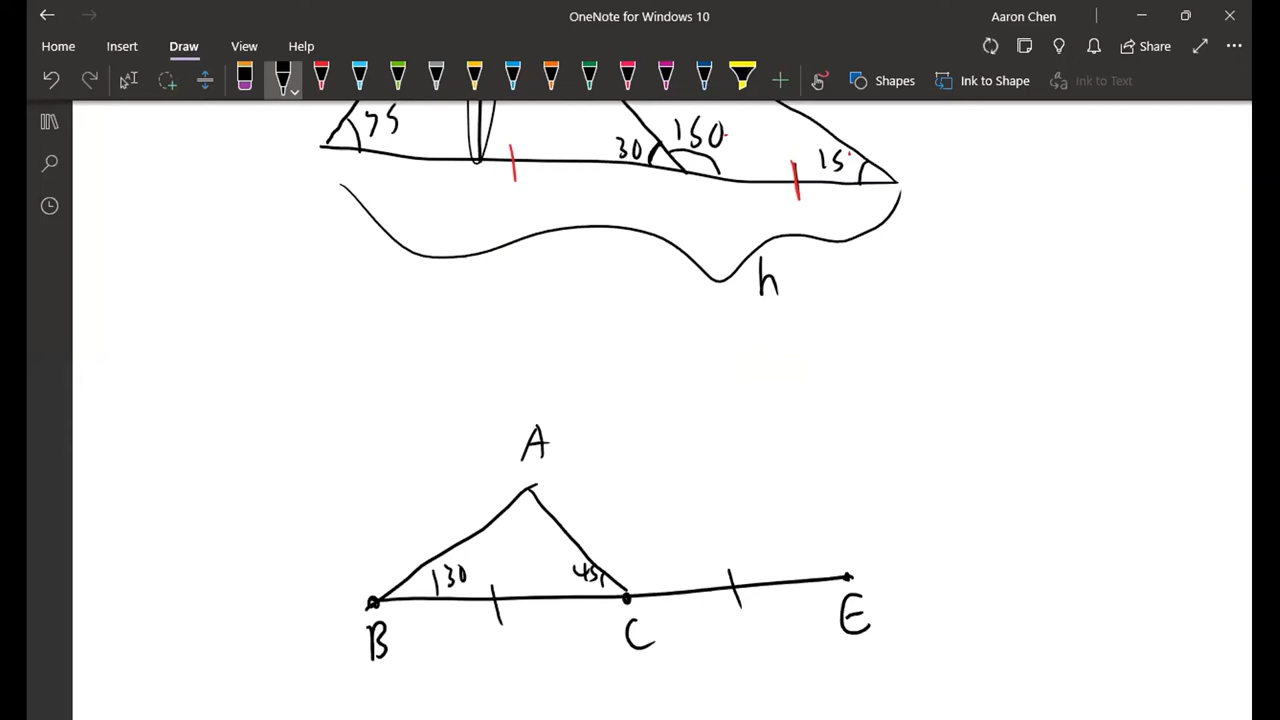 OneNote for Windows 10
Aaron Chen
Home Insert Draw View Help
Share
Shapes
Ink to Shape
Ink to Text
75
30
150
15
h
A
30
45
B
C
E